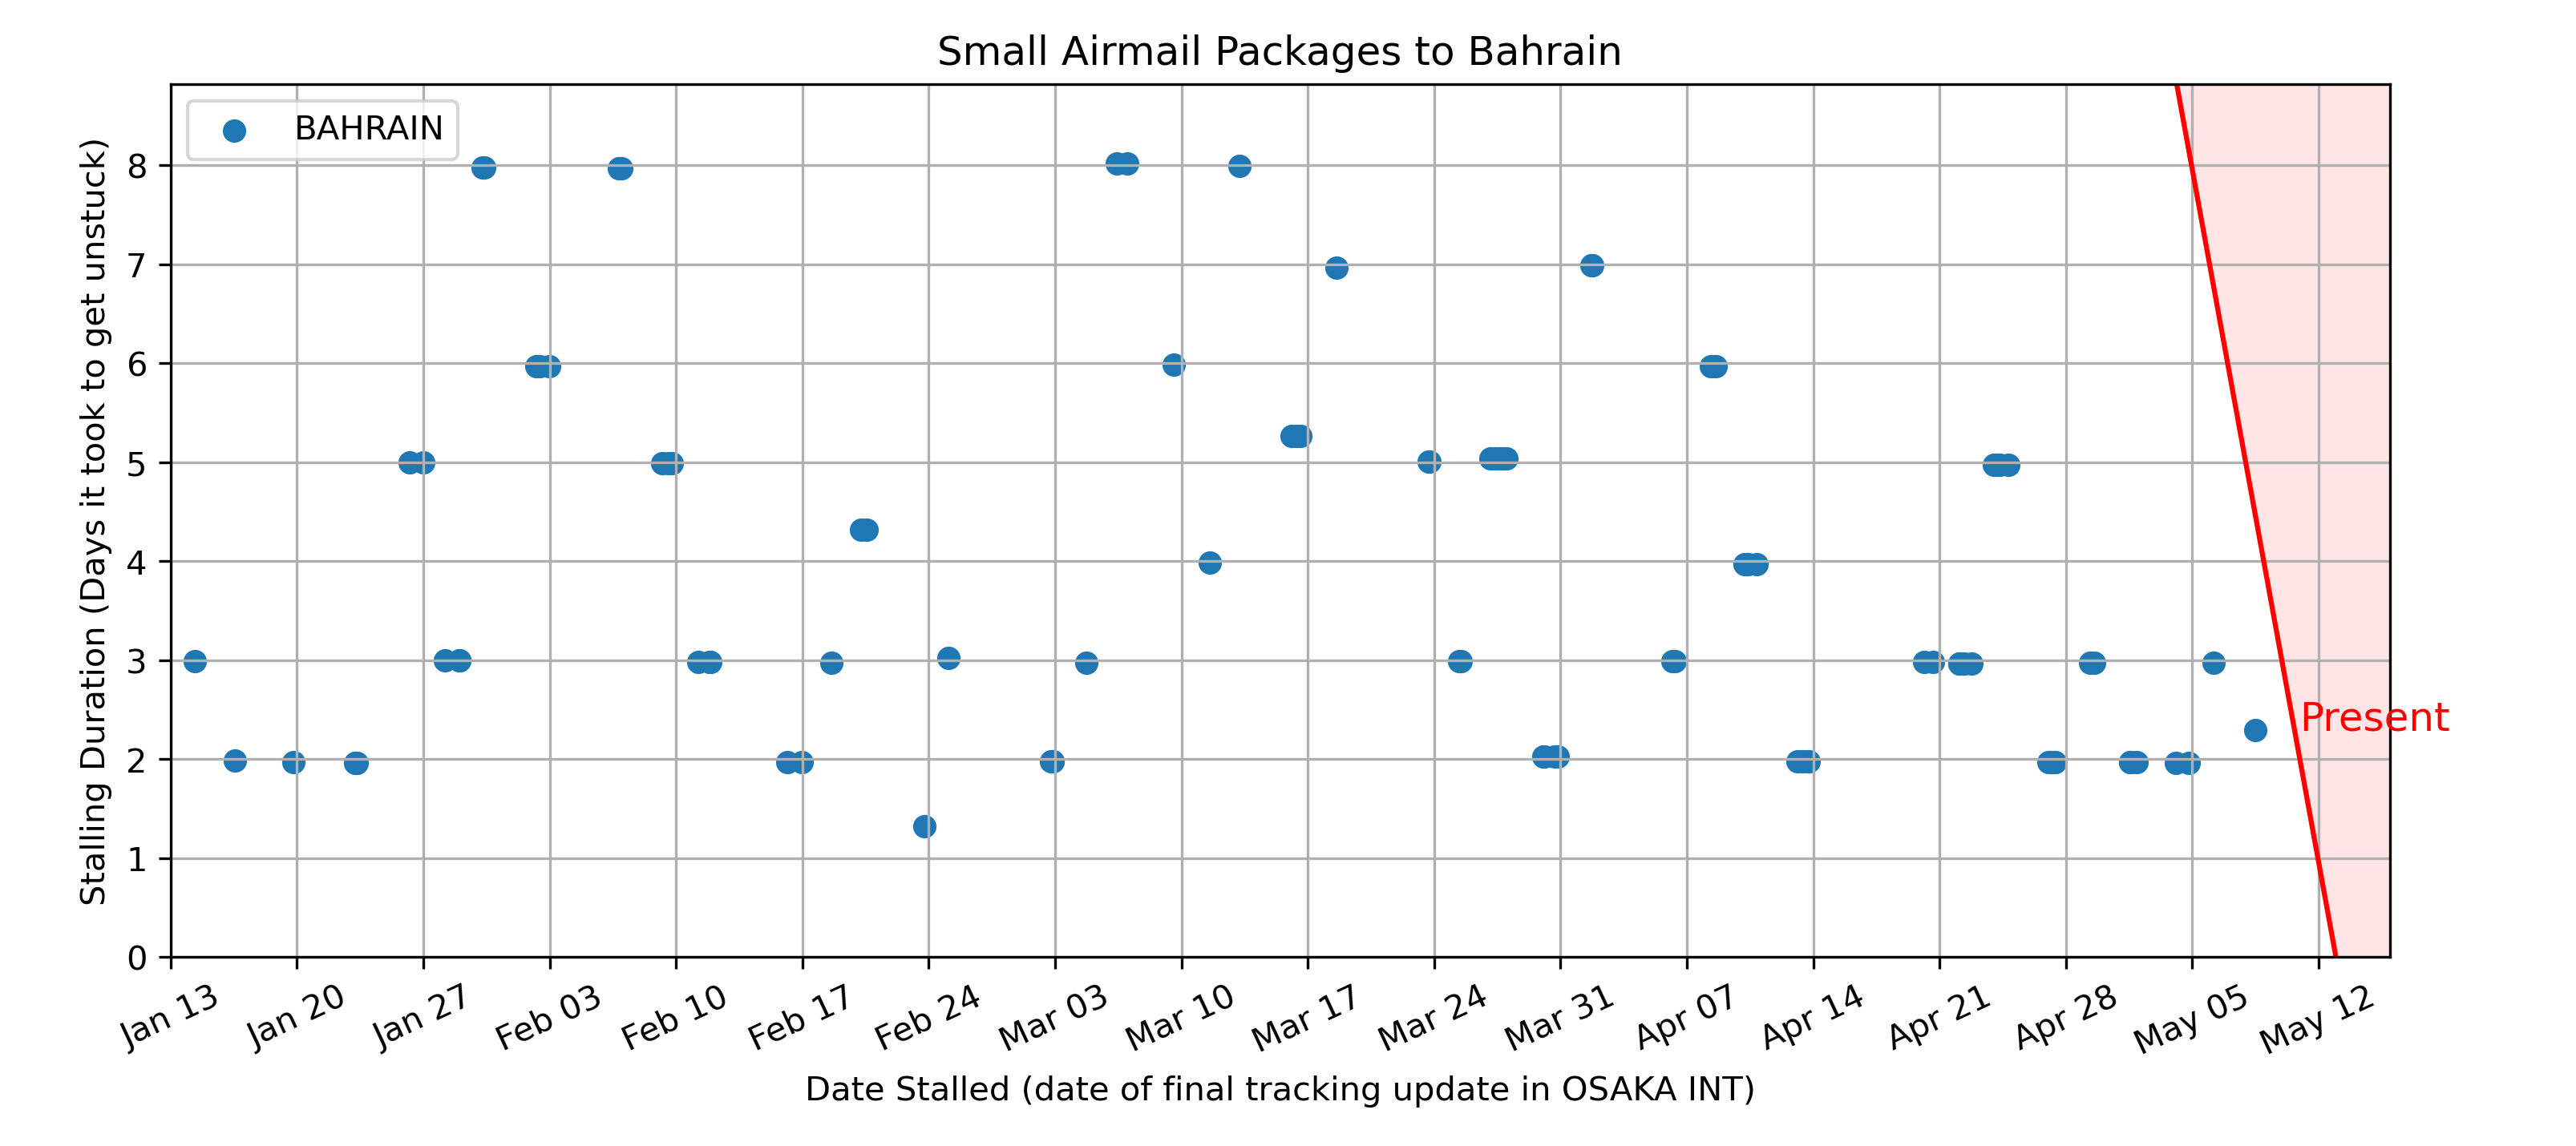 Small Airmail Packages to Bahrain
BAHRAIN
Stalling Duration (Days it took to get unstuck)
8
7
6
5
4
3
2
1
0
Present
Jan 13
Jan 20
Jan 27
Feb 03
Feb 10
Feb 17
Feb 24
Mar 03
Mar 10
Mar 17
Mar 24
Mar 31
Apr 07
Apr 14
Apr 21
Apr 28
May 05
May 12
Date Stalled (date of final tracking update in OSAKA INT)